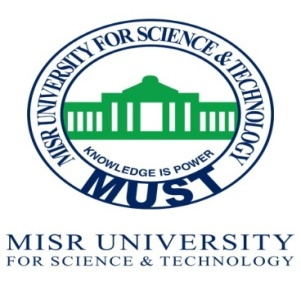 MISR UNIVERSITY FOR SCIENCE & TECHNOLOGY
KNOWLEDGE IS POWER
MUST
MISR UNIVERSITY
FOR SCIENCE & TECHNOLOGY